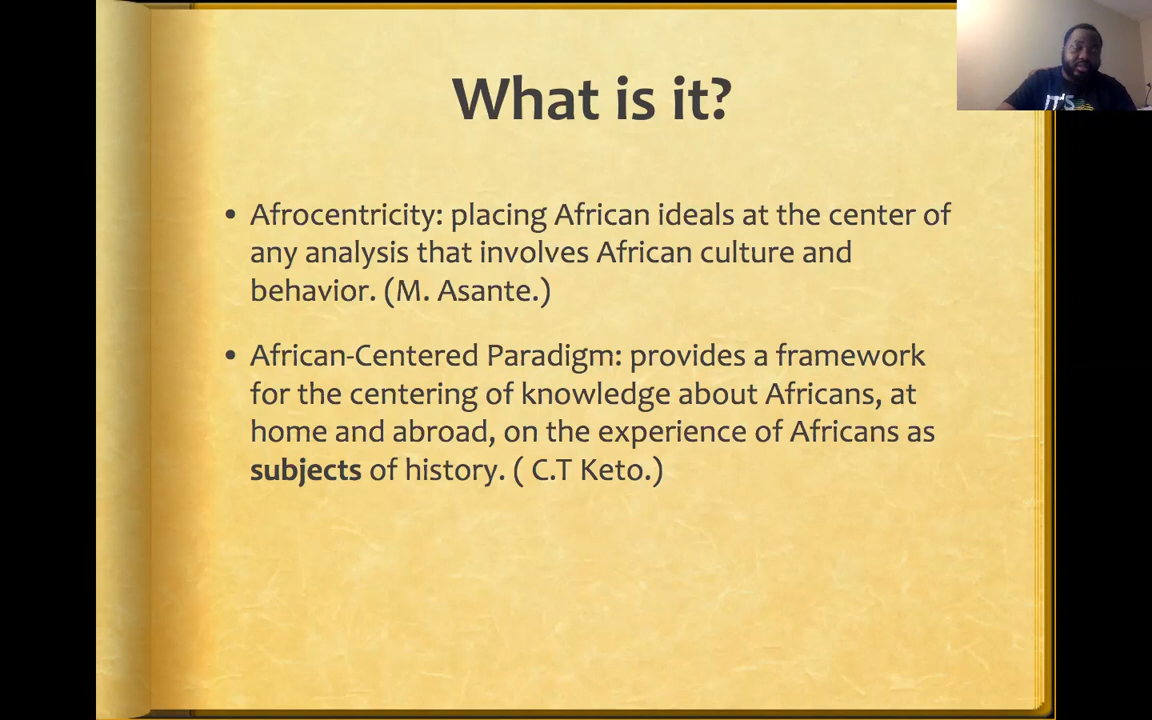 What is it?
• Afrocentricity: placing African ideals at the center of
any analysis that involves African culture and
behavior. (M. Asante.)
• African-Centered Paradigm: provides a framework
for the centering of knowledge about Africans, at
home and abroad, on the experience of Africans as
subjects of history. ( C.T Keto.)
IT'S